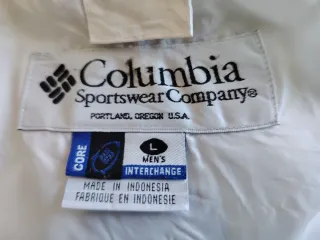 Columbia
Sportswear Company®
PORTLAND, OREGON U.S.A.
CORE
L
MEN'S
INTERCHANGE
MADE IN INDONESIA
FABRIQUE EN INDONESIE